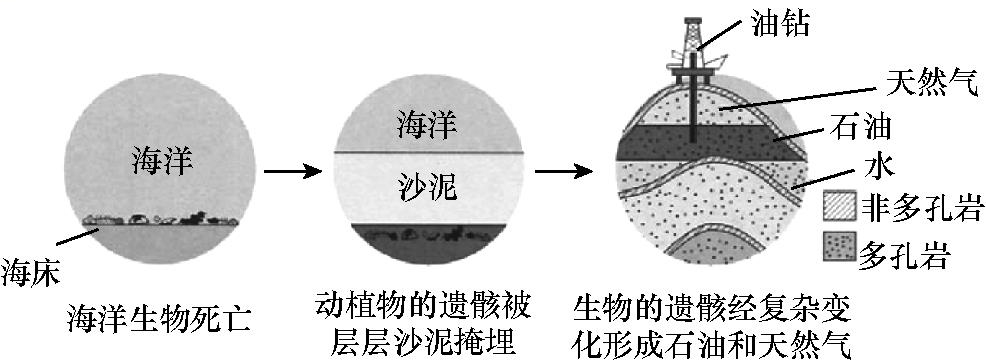 海洋
海床
海洋生物死亡
海洋
沙泥
动植物的遗骸被
层层沙泥掩埋
油钻
天然气
石油
水
非多孔岩
多孔岩
生物的遗骸经复杂变
化形成石油和天然气